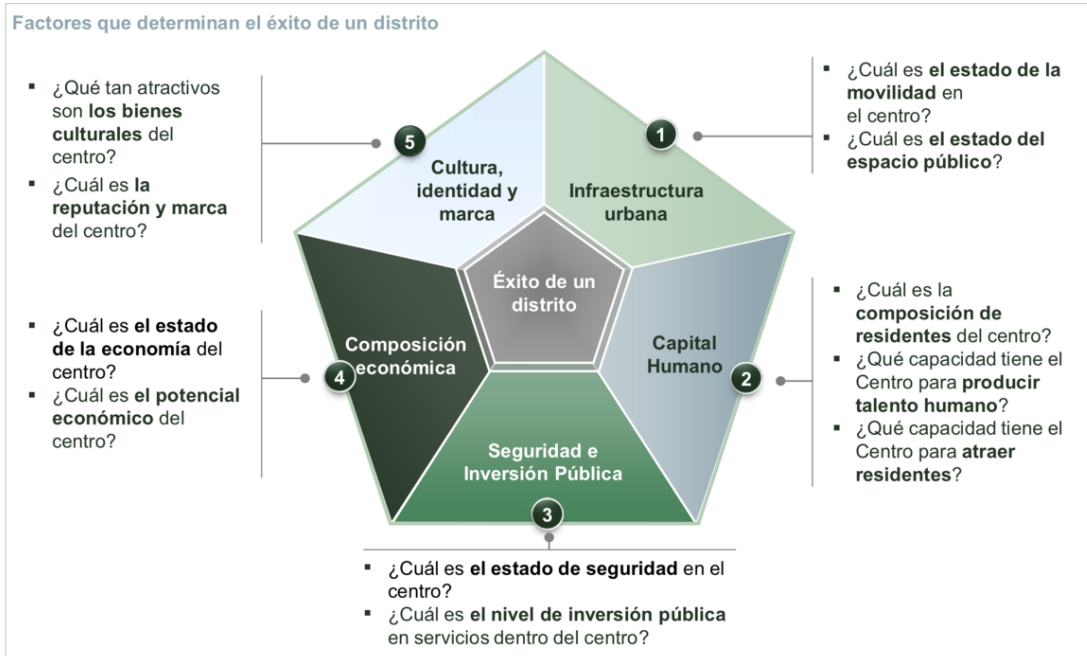 Factores que determinan el éxito de un distrito
▪ ¿Qué tan atractivos
son los bienes
culturales del
centro?
▪ ¿Cuál es la
reputación y marca
del centro?
5
Cultura,
identidad y
marca
1
Infraestructura
urbana
▪ ¿Cuál es el estado de la
movilidad en
el centro?
▪ ¿Cuál es el estado del
espacio público?
Éxito de un
distrito
▪ ¿Cuál es el estado
de la economía del
centro?
▪ ¿Cuál es el potencial
económico del
centro?
4
Composición
económica
Capital
Humano
2
▪ ¿Cuál es la
composición de
residentes del centro?
▪ ¿Qué capacidad tiene el
Centro para producir
talento humano?
▪ ¿Qué capacidad tiene el
Centro para atraer
residentes?
Seguridad e
Inversión Pública
3
▪ ¿Cuál es el estado de seguridad en el
centro?
▪ ¿Cuál es el nivel de inversión pública
en servicios dentro del centro?